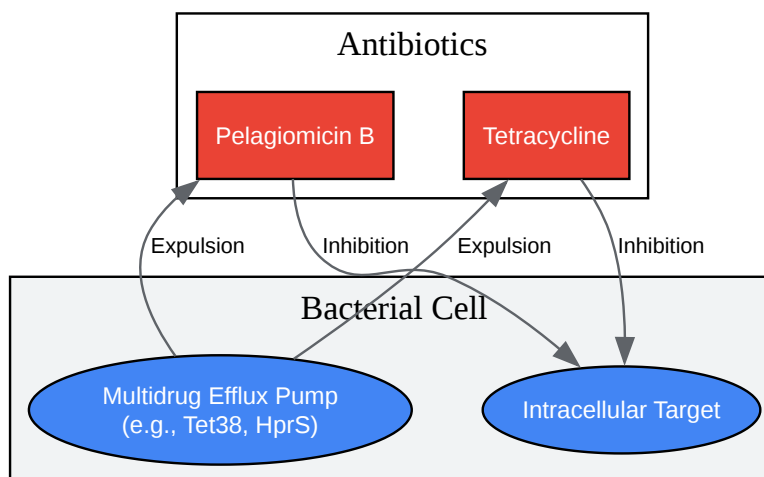 Antibiotics
Pelagiomicin B
Tetracycline
Expulsion
Inhibition
Expulsion
Inhibition
Bacterial Cell
Multidrug Efflux Pump
(e.g., Tet38, HprS)
Intracellular Target